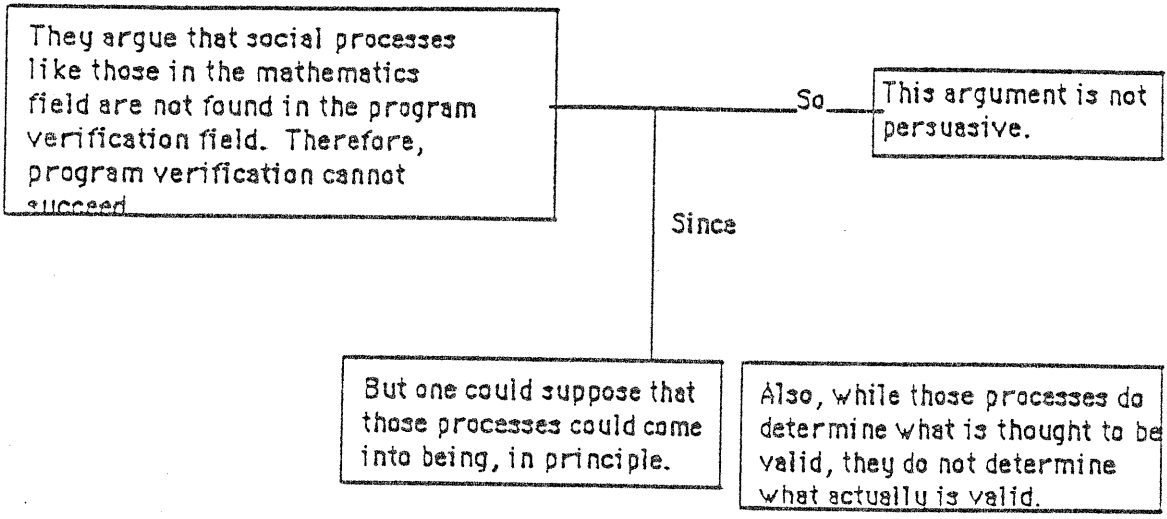 They argue that social processes
like those in the mathematics
field are not found in the program
verification field. Therefore,
program verification cannot
succeed
So
This argument is not
persuasive.
Since
But one could suppose that
those processes could come
into being, in principle.
Also, while those processes do
determine what is thought to be
valid, they do not determine
what actually is valid.